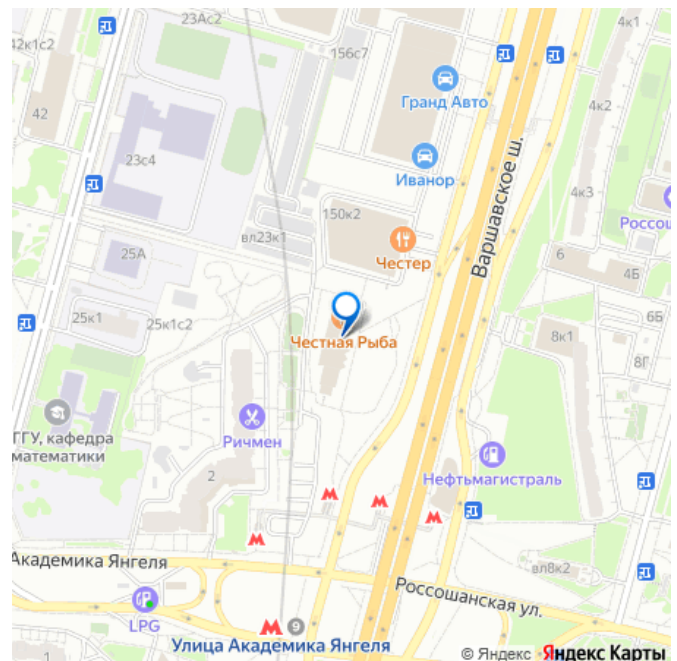 23Ас2
4к1
42к1с2
156с7
Гранд Авто
4к2
42
Варшавское ш.
23с4
Иванор
4к3
150к2
вл23к1
25А
Честер
6
4Б
25к1
25к1с2
Честная Рыба
6Б
8к1
8Г
ГГУ, кафедра
математики
Ричмен
2
Нефтьмагистраль
М
М
М
М
Академика Янгеля
вл8к2
LPG
Россошанская ул.
М
9
Улица Академика Янгеля
1
© Яндекс
Яндекс Карты